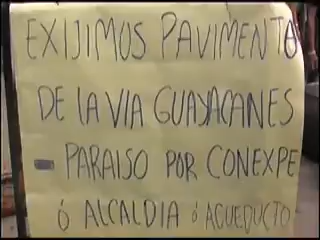 EXIJIMOS PAVIMENTO
DE LA VIA GUAYACANES
- PARAISO POR CONEXPE
ó ALCALDIA ó ACUEDUCTO